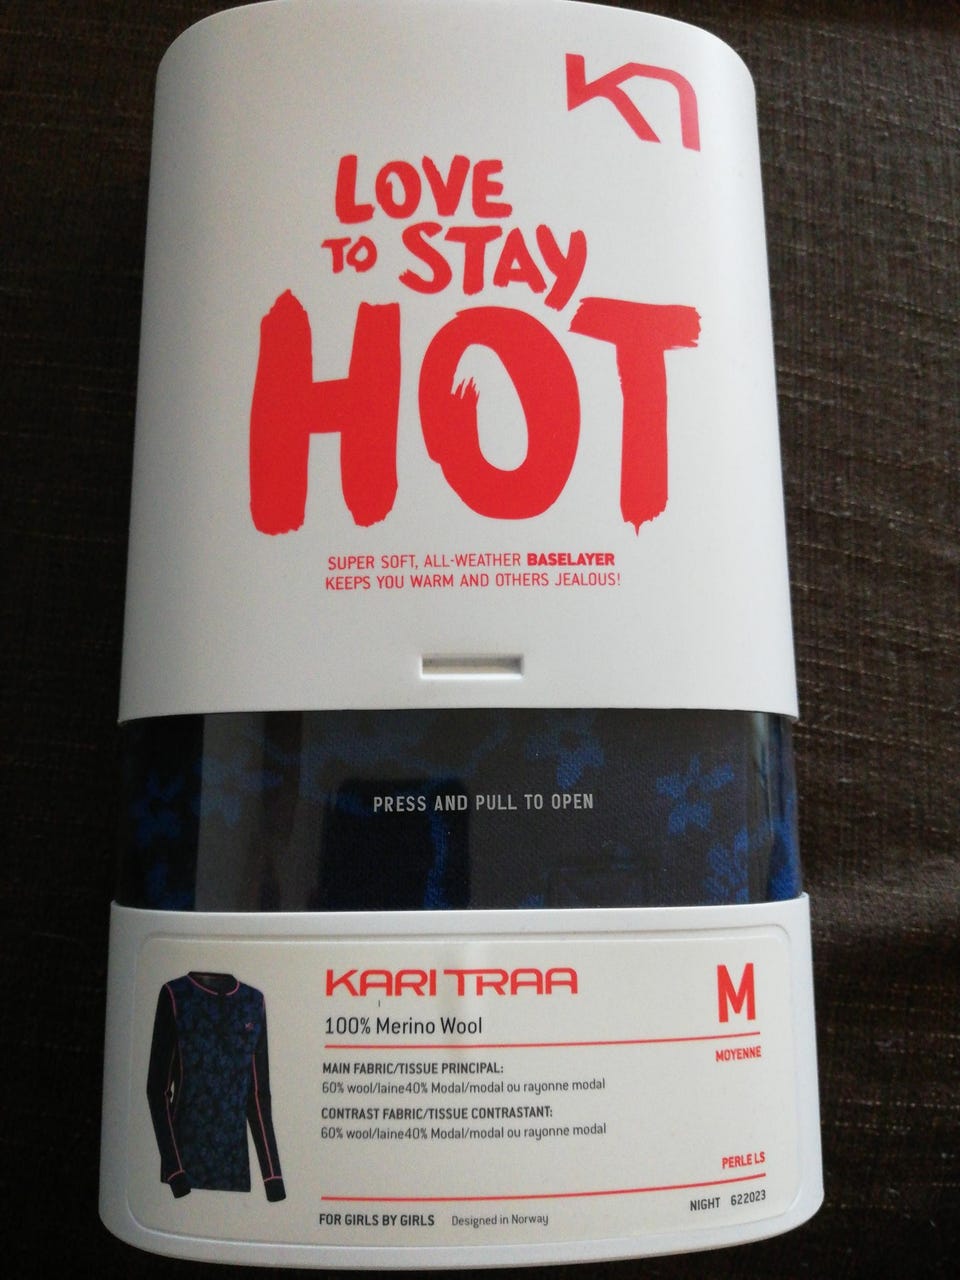 LOVE
TO STAY
HOT
SUPER SOFT, ALL-WEATHER BASELAYER
KEEPS YOU WARM AND OTHERS JEALOUS!
PRESS AND PULL TO OPEN
KARI TRAA
100% Merino Wool
M
MOYENNE
MAIN FABRIC/TISSUE PRINCIPAL:
60% wool/laine40% Modal/modal ou rayonne modal
CONTRAST FABRIC/TISSUE CONTRASTANT:
60% wool/laine40% Modal/modal ou rayonne modal
PERLE LS
NIGHT 622023
FOR GIRLS BY GIRLS Designed in Norway